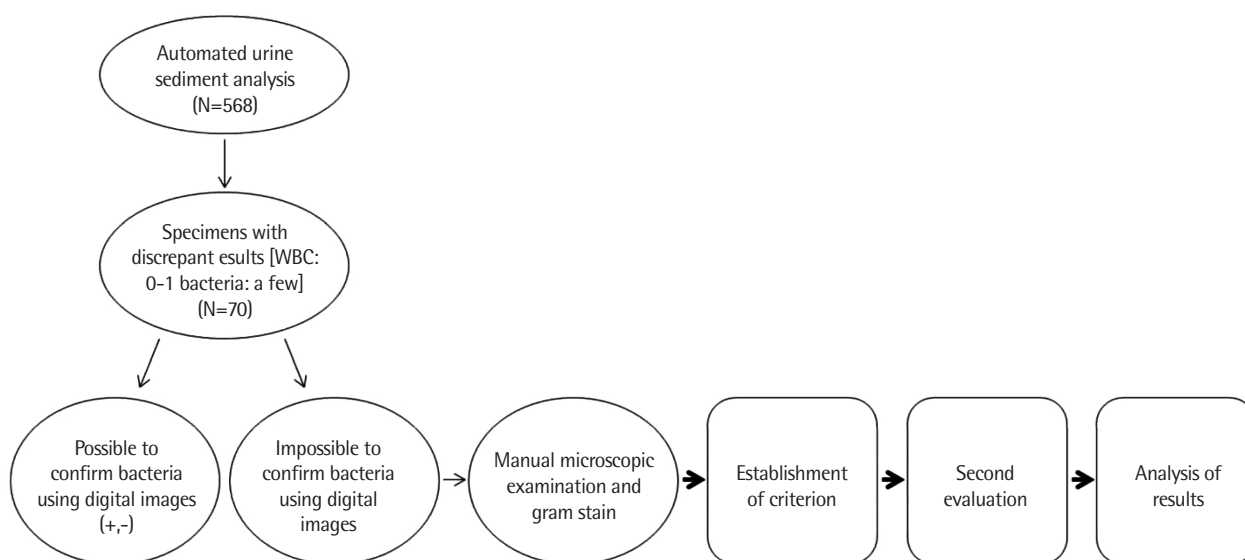 Automated urine
sediment analysis
(N=568)
Specimens with
discrepant esults [WBC:
0-1 bacteria: a few]
(N=70)
Possible to
confirm bacteria
using digital images
(+,-)
Impossible to
confirm bacteria
using digital
images
Manual microscopic
examination and
gram stain
Establishment
of criterion
Second
evaluation
Analysis of
results